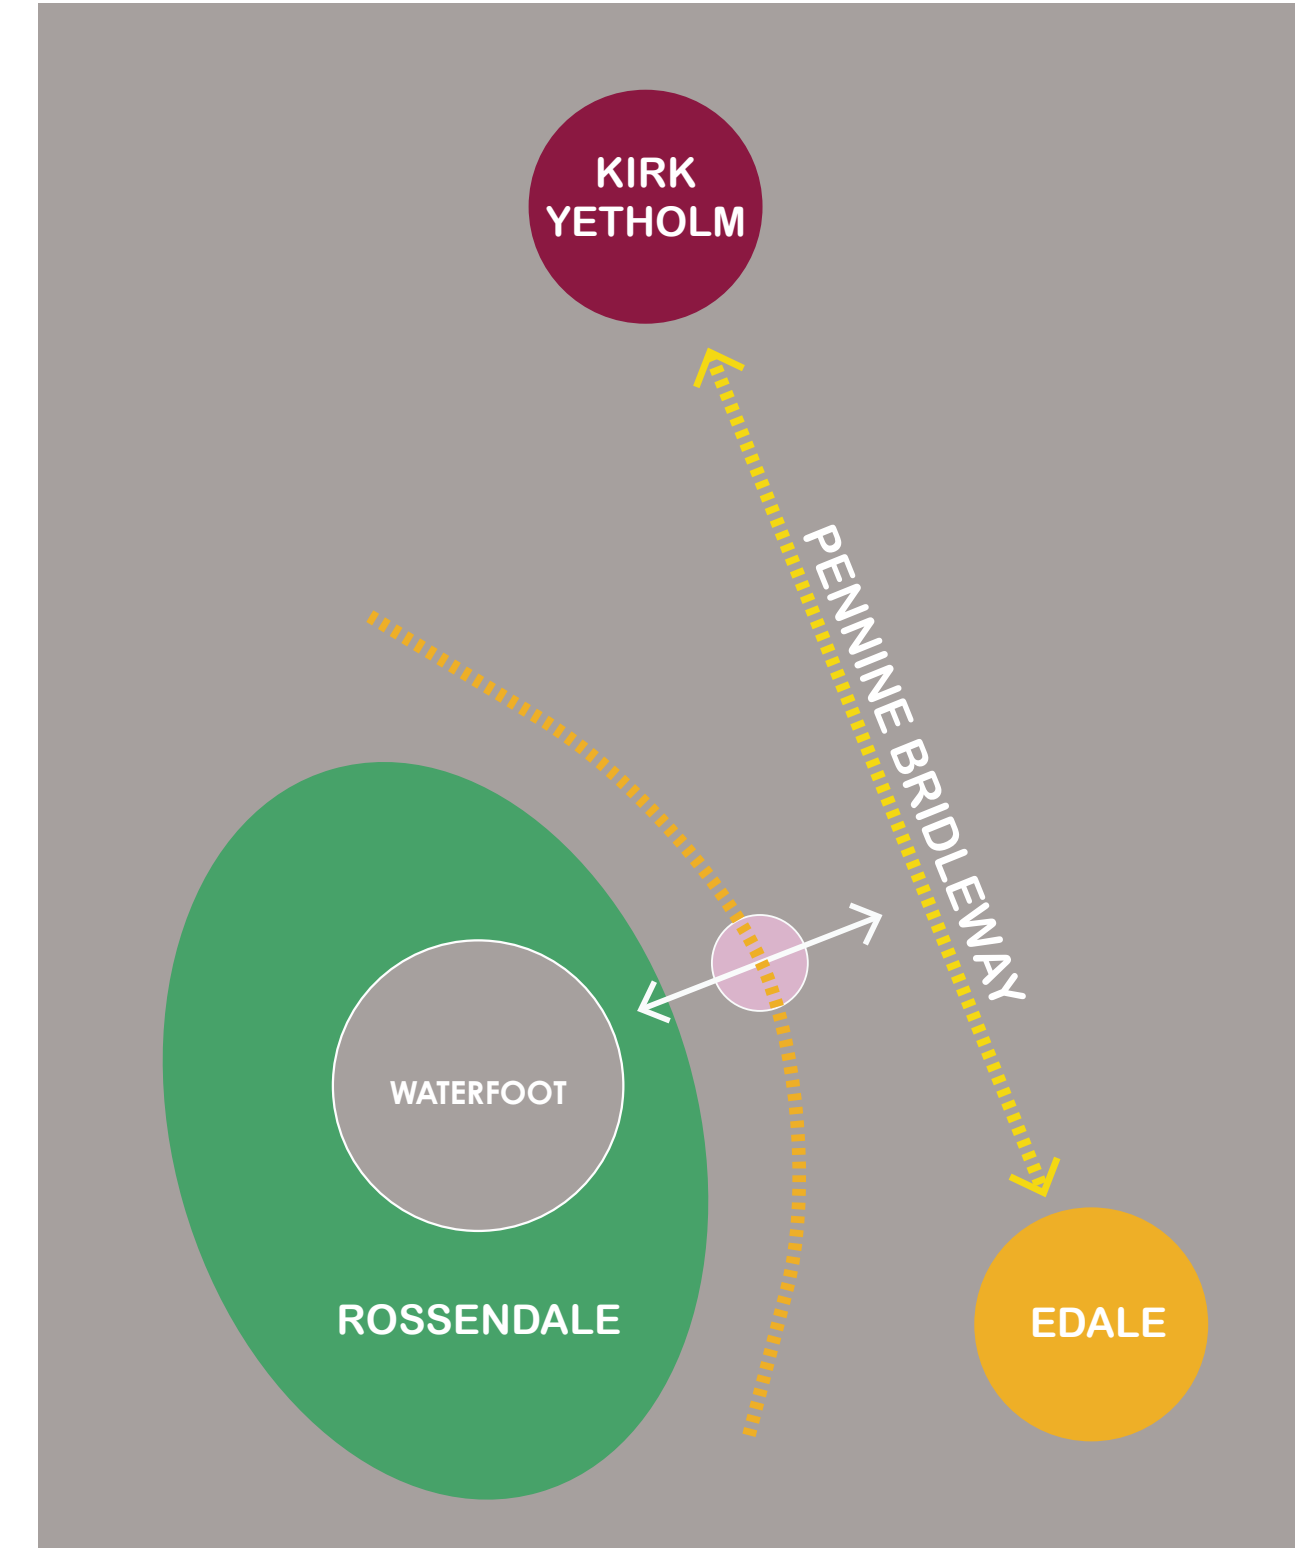 KIRK
YETHOLM
PENNINE BRIDLEWAY
WATERFOOT
ROSSENDALE
EDALE